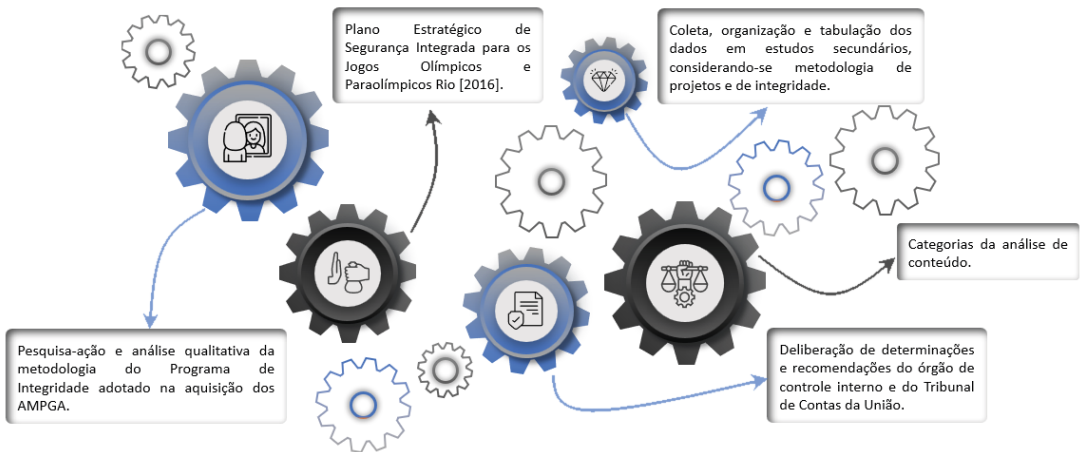 Plano Estratégico de
Segurança Integrada para os
Jogos Olímpicos e
Paraolímpicos Rio [2016].
Coleta, organização e tabulação dos
dados em estudos secundários,
considerando-se metodologia de
projetos e de integridade.
Categorias da análise de
conteúdo.
Pesquisa-ação e análise qualitativa da
metodologia do Programa de
Integridade adotado na aquisição dos
AMPGA.
Deliberação de determinações
e recomendações do órgão de
controle interno e do Tribunal
de Contas da União.